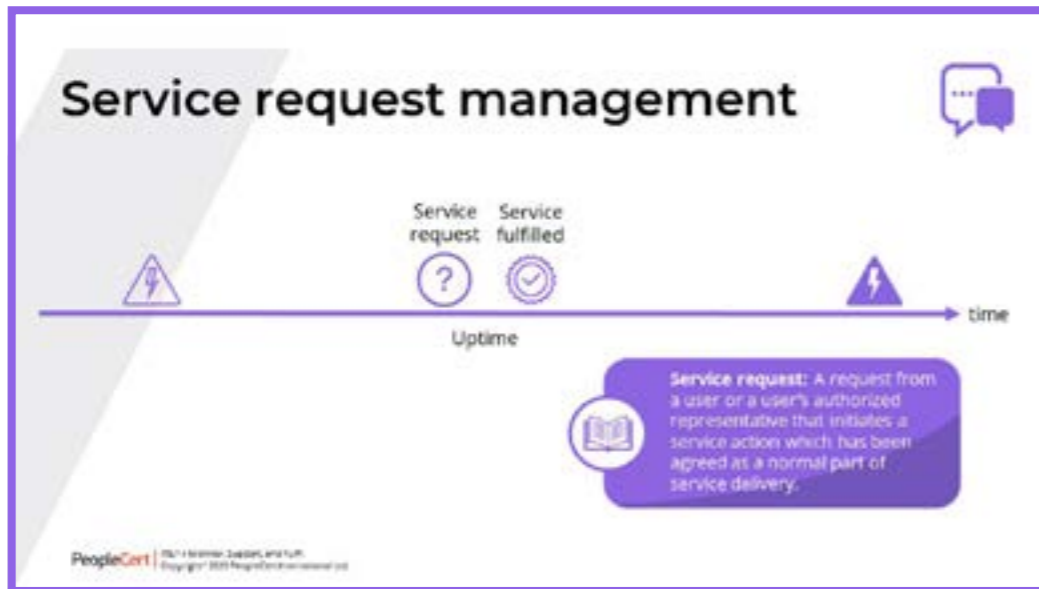 Service request management
Service Service
request fulfilled
?
time
Uptime
Service request: A request from
a user or a user's authorized
representative that initiates a
service action which has been
agreed as a normal part of
service delivery.
PeopleCert